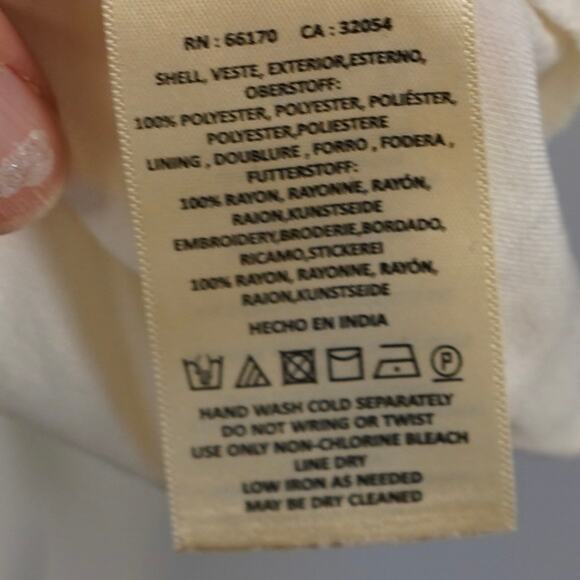 RN : 66170 CA : 32054
SHELL, VESTE, EXTERIOR,ESTERNO,
OBERSTOFF:
100% POLYESTER, POLYESTER, POLIÉSTER,
POLYESTER,POLIESTERE
LINING , DOUBLURE , FORRO , FODERA ,
FUTTERSTOFF:
100% RAYON, RAYONNE, RAYÓN,
RAION,KUNSTSEIDE
EMBROIDERY,BRODERIE,BORDADO,
RICAMO,STICKEREI
100% RAYON, RAYONNE, RAYÓN,
RAION,KUNSTSEIDE
HECHO EN INDIA
P
HAND WASH COLD SEPARATELY
DO NOT WRING OR TWIST
USE ONLY NON-CHLORINE BLEACH
LINE DRY
LOW IRON AS NEEDED
MAY BE DRY CLEANED